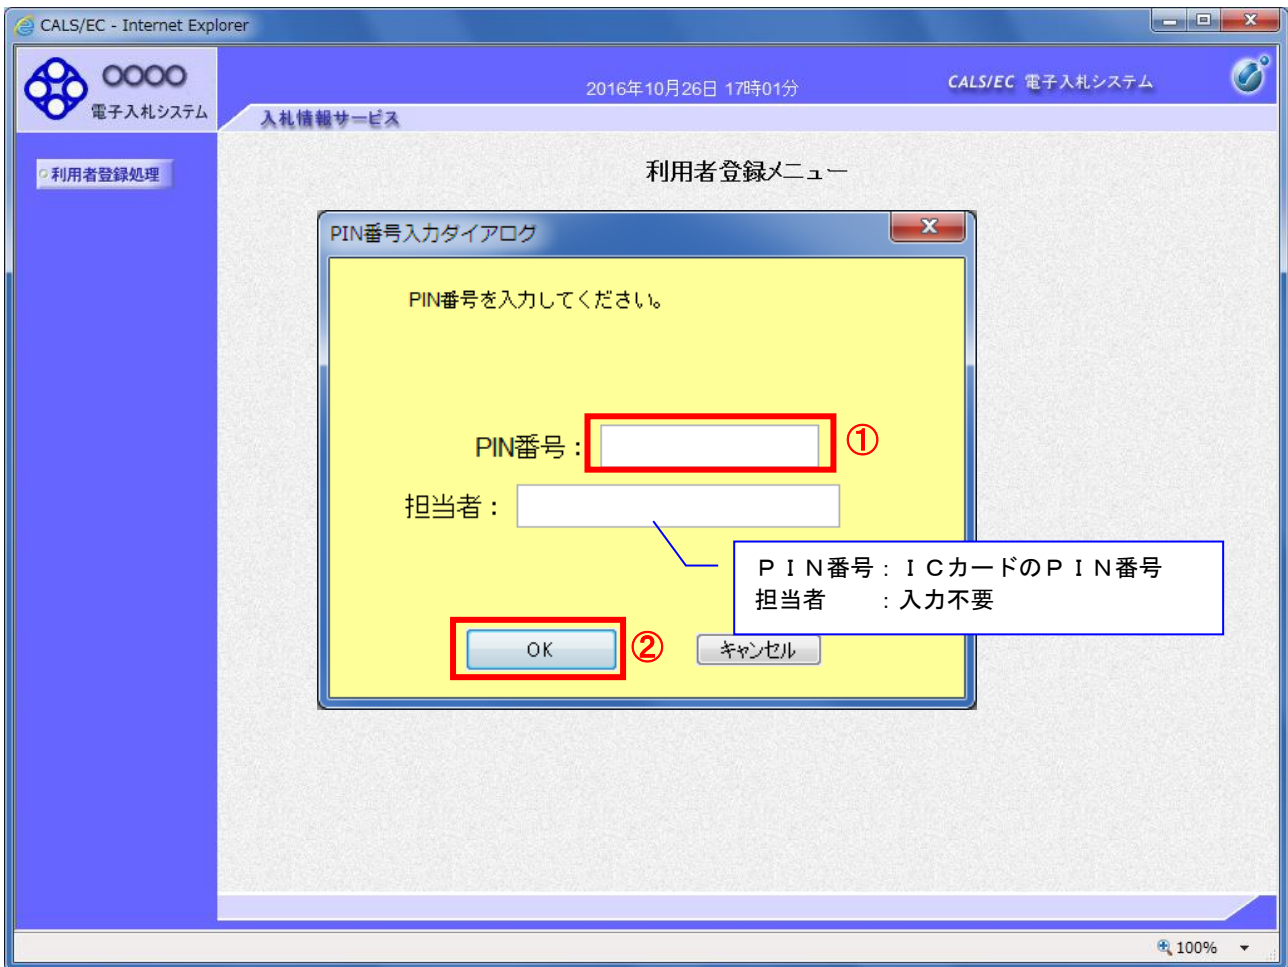 CALS/EC - Internet Explorer
○○○○
電子入札システム
2016年10月26日 17時01分
CALS/EC 電子入札システム
入札情報サービス
利用者登録処理
利用者登録メニュー
PIN番号入力ダイアログ
PIN番号を入力してください。
PIN番号：
①
担当者：
ＰＩＮ番号：ＩＣカードのＰＩＮ番号
担当者　　：入力不要
OK
②
キャンセル
100%